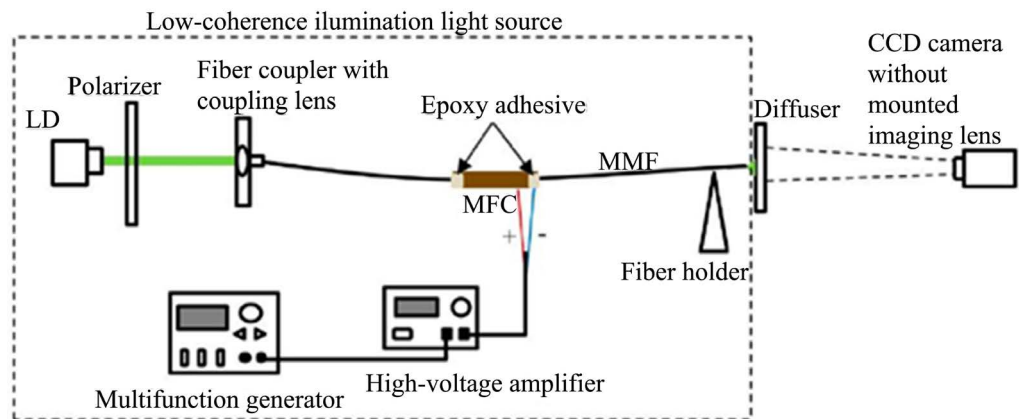 Low-coherence ilumination light source
LD
Polarizer
Fiber coupler with
coupling lens
Epoxy adhesive
MFC
+ -
MMF
Fiber holder
Diffuser
CCD camera
without
mounted
imaging lens
Multifunction generator
High-voltage amplifier